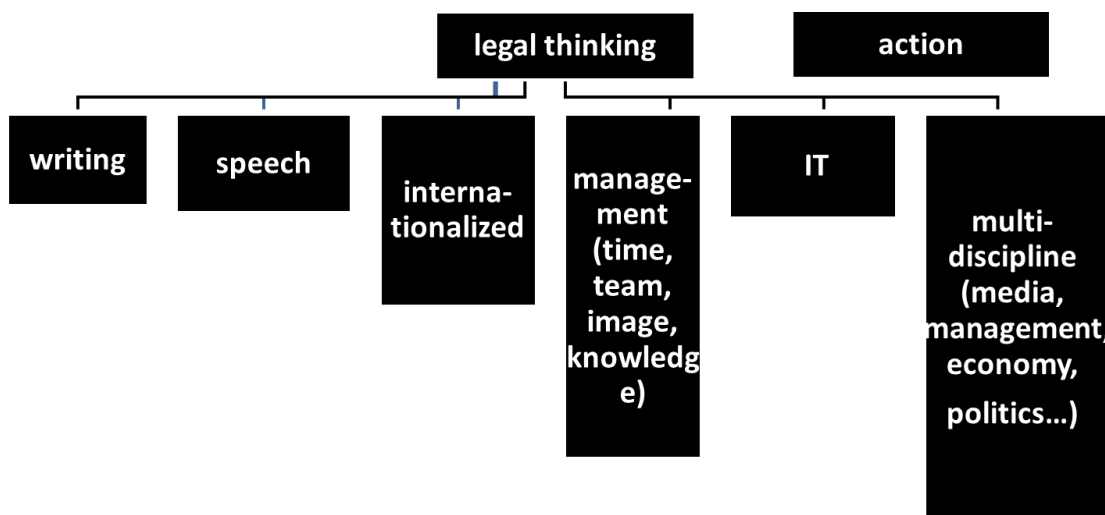 legal thinking
action
writing
speech
interna-
tionalized
manage-
ment
(time,
team,
image,
knowledg
e)
IT
multi-
discipline
(media,
management,
economy,
politics…)